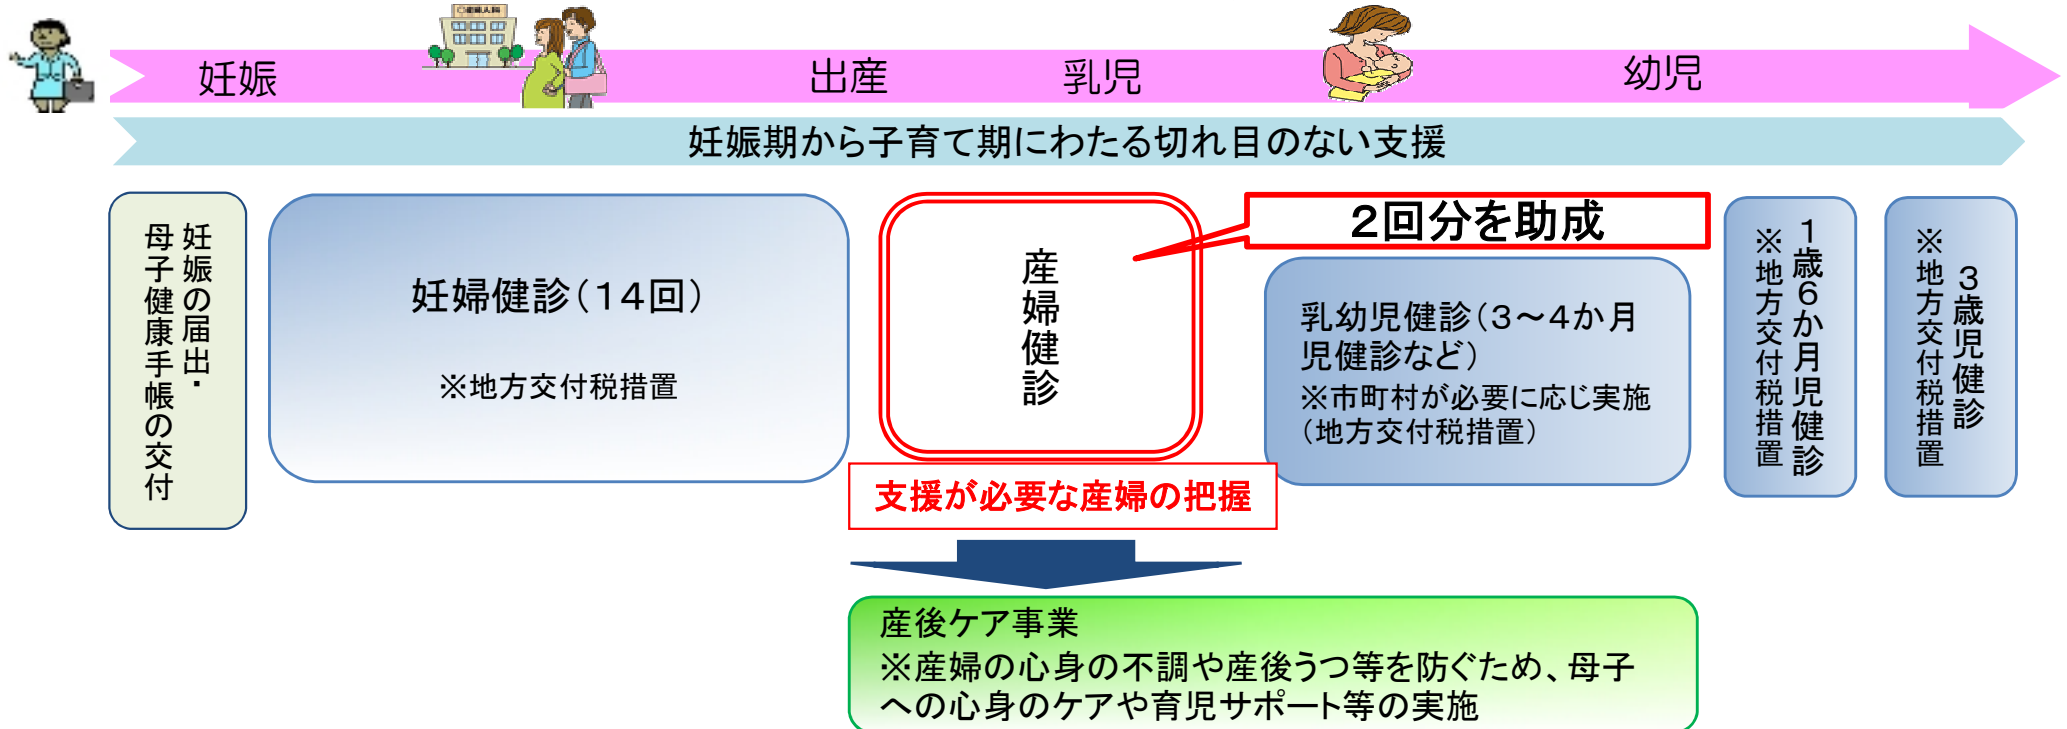 産婦人科
妊娠
出産
乳児
幼児
妊娠期から子育て期にわたる切れ目のない支援
妊娠の届出・
母子健康手帳の交付
妊婦健診（14回）
※地方交付税措置
産婦健診
2回分を助成
乳幼児健診（3～4か月
児健診など）
※市町村が必要に応じ実施
（地方交付税措置）
1歳6か月児健診
※地方交付税措置
3歳児健診
※地方交付税措置
支援が必要な産婦の把握
産後ケア事業
※産婦の心身の不調や産後うつ等を防ぐため、母子
への心身のケアや育児サポート等の実施